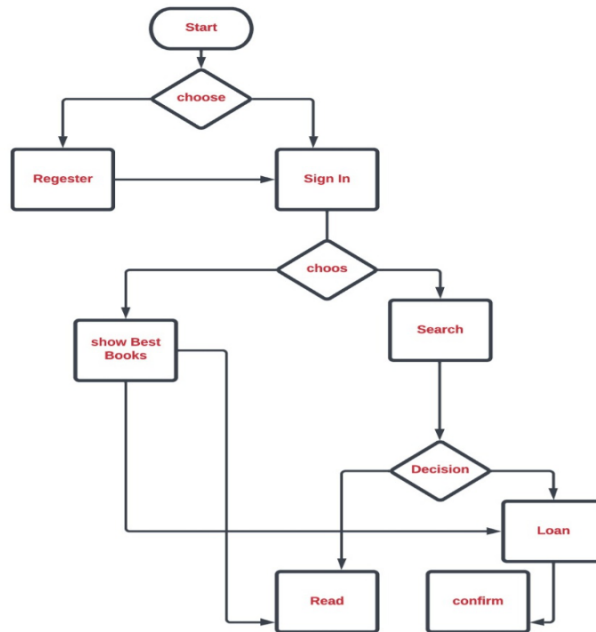 Start
choose
Regester
Sign In
choos
Search
show Best
Books
Decision
Loan
Read
confirm